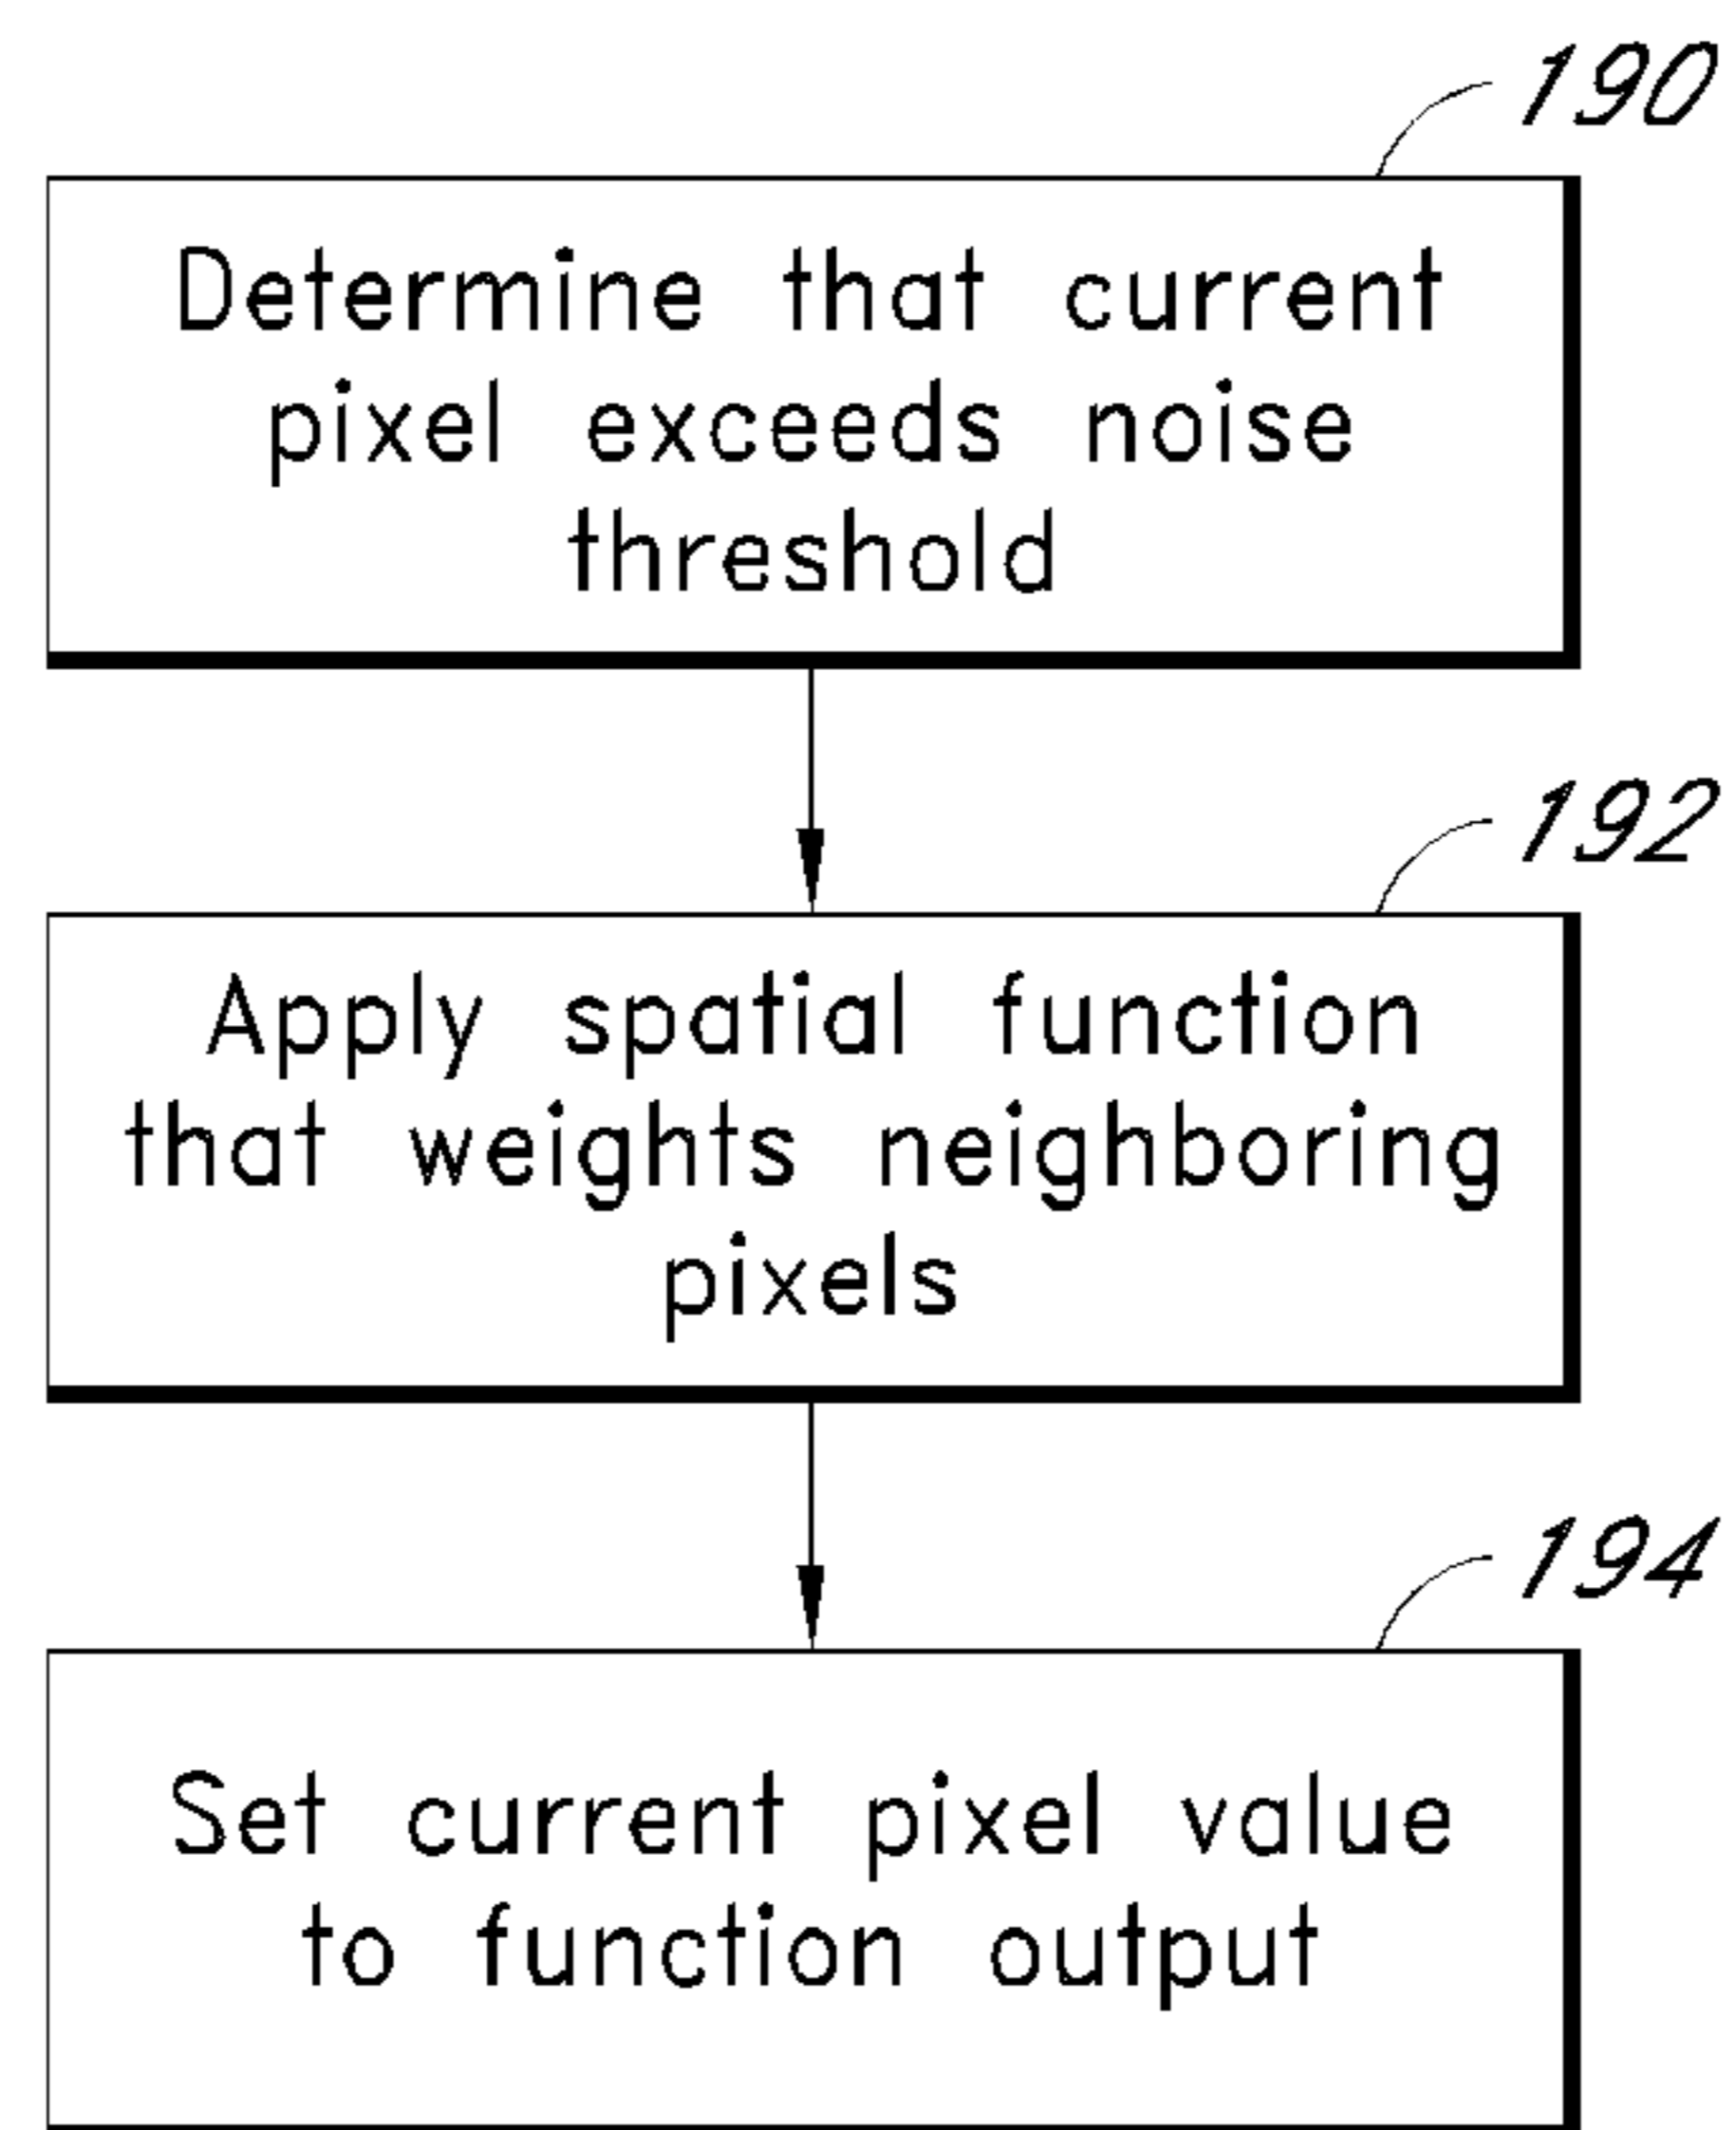 190
Determine that current
pixel exceeds noise
threshold
192
Apply spatial function
that weights neighboring
pixels
194
Set current pixel value
to function output